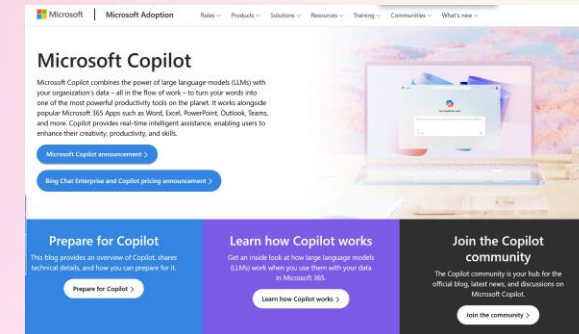 Microsoft | Microsoft Adoption Roles Products Solutions Resources Training Communities What's new
Microsoft Copilot
Microsoft Copilot combines the power of large language models (LLMs) with
your organization's data – all in the flow of work – to turn your words into
one of the most powerful productivity tools on the planet. It works alongside
popular Microsoft 365 Apps such as Word, Excel, PowerPoint, Outlook, Teams,
and more. Copilot provides real-time intelligent assistance, enabling users to
enhance their creativity, productivity, and skills.
Microsoft Copilot announcement >
Bing Chat Enterprise and Copilot pricing announcement >
Prepare for Copilot
This blog provides an overview of Copilot, shares
technical details, and how you can prepare for it.
Prepare for Copilot >
Learn how Copilot works
Get an inside look at how large language models
(LLMs) work when you use them with your data
in Microsoft 365.
Learn how Copilot works >
Join the Copilot
community
The Copilot community is your hub for the
official blog, latest news, and discussions on
Microsoft Copilot.
Join the community >